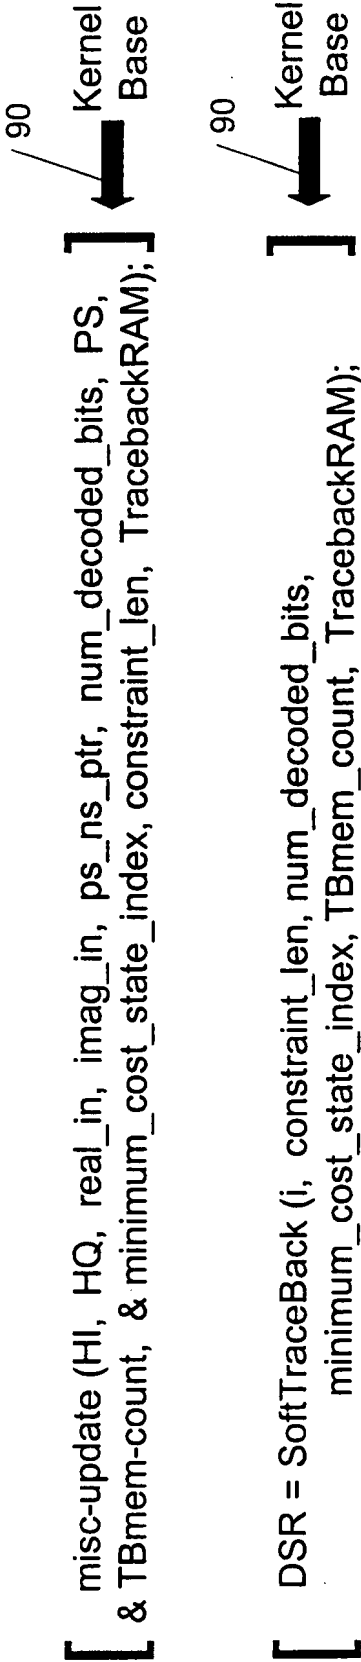 90
[ misc-update (HI, HQ, real_in, imag_in, ps_ns_ptr, num_decoded_bits, PS, ] Kernel
& TBmem-count, & minimum_cost_state_index, constraint_len, TracebackRAM); Base
90
[ DSR = SoftTraceBack (i, constraint_len, num_decoded_bits, ] Kernel
minimum_cost_state_index, TBmem_count, TracebackRAM); Base